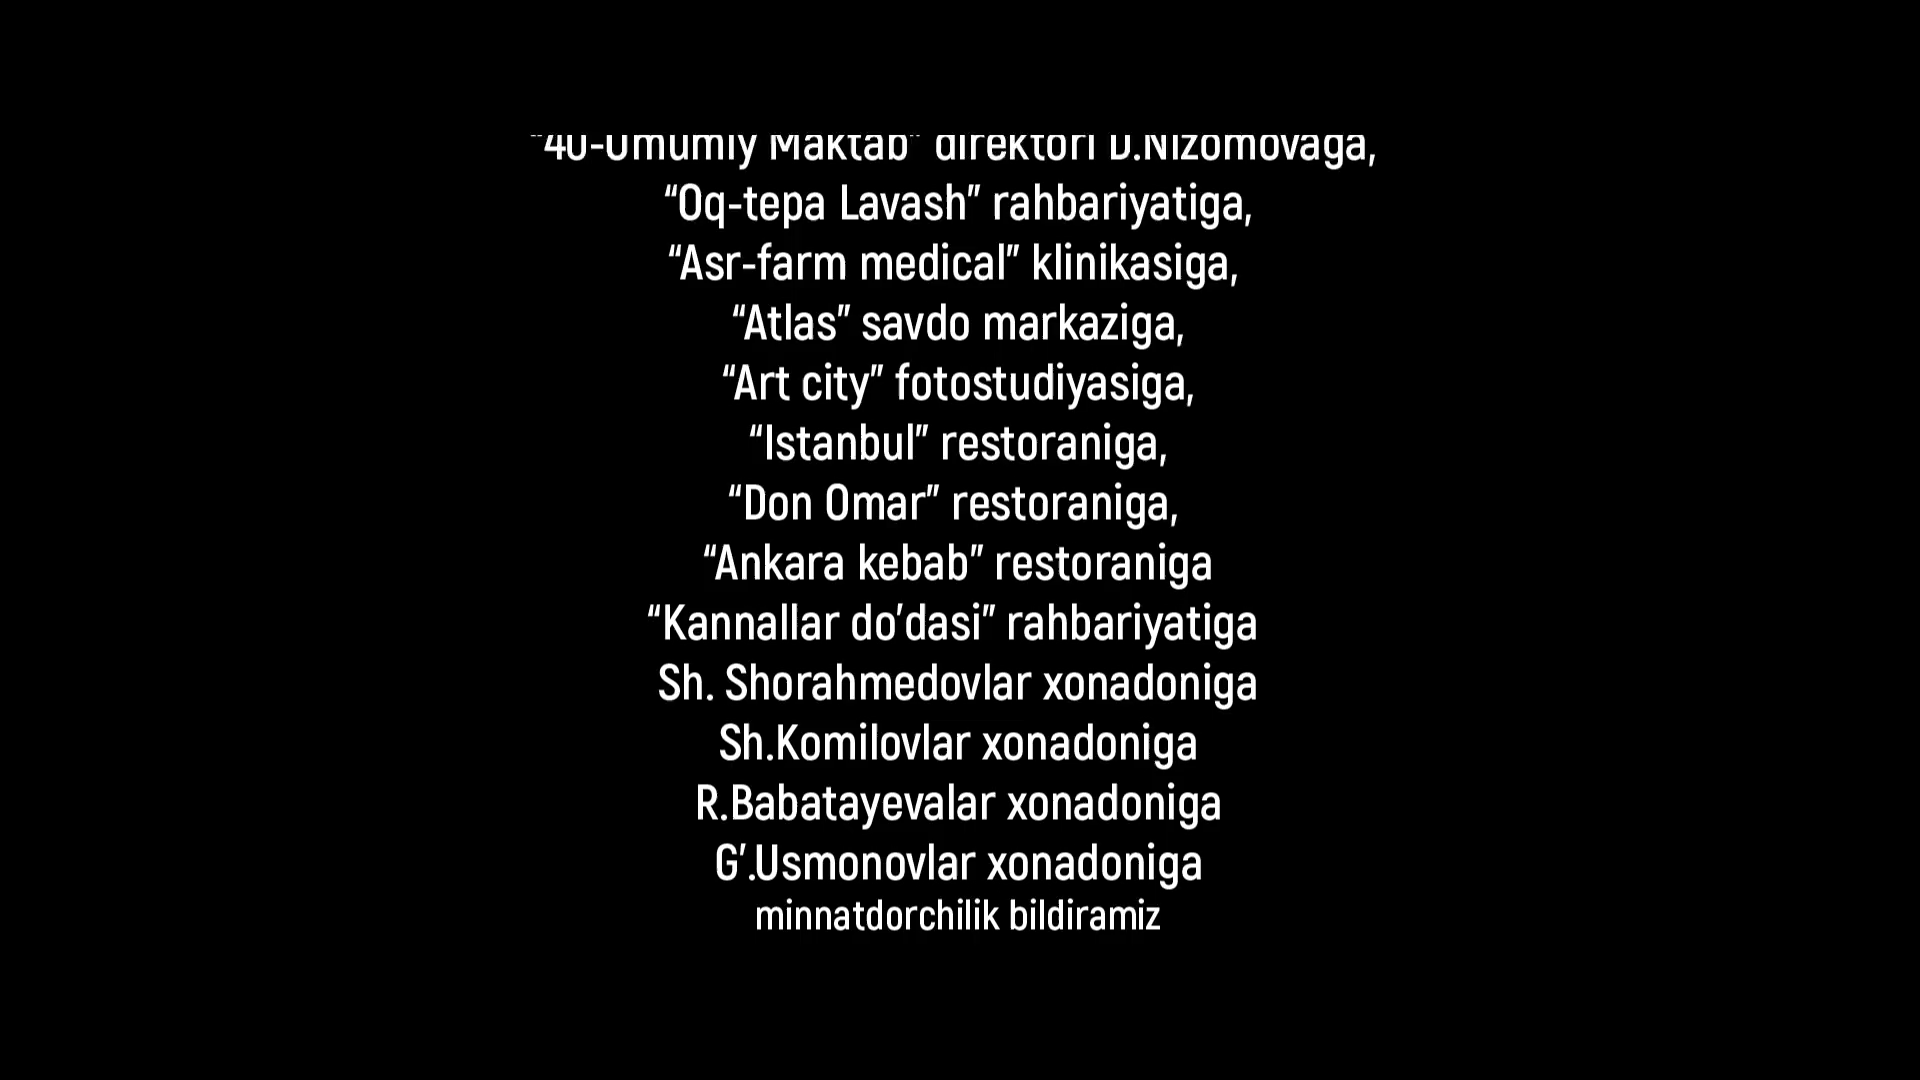 “40-Umumiy Maktab” direktori D.Nizomovaga,
“Oq-tepa Lavash” rahbariyatiga,
“Asr-farm medical” klinikasiga,
“Atlas” savdo markaziga,
“Art city” fotostudiyasiga,
“Istanbul” restoraniga,
“Don Omar” restoraniga,
“Ankara kebab” restoraniga
“Kannallar do’dasi” rahbariyatiga
Sh. Shorahmedovlar xonadoniga
Sh.Komilovlar xonadoniga
R.Babatayevalar xonadoniga
G’.Usmonovlar xonadoniga
minnatdorchilik bildiramiz